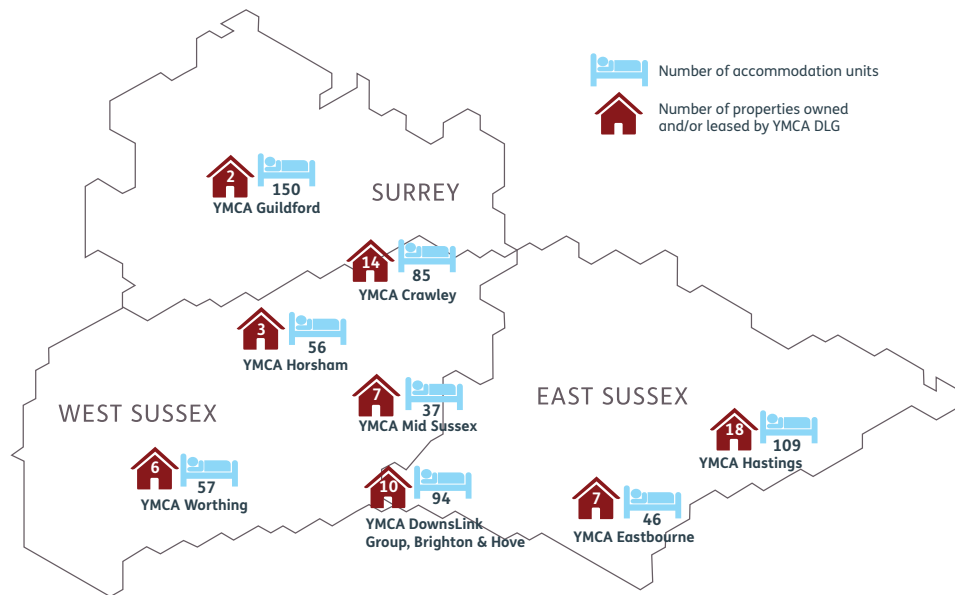 Number of accommodation units
Number of properties owned
and/or leased by YMCA DLG
2
150
YMCA Guildford
SURREY
14
85
YMCA Crawley
3
56
YMCA Horsham
7
37
YMCA Mid Sussex
WEST SUSSEX
EAST SUSSEX
18
109
YMCA Hastings
6
57
YMCA Worthing
10
94
YMCA DownsLink
Group, Brighton & Hove
7
46
YMCA Eastbourne